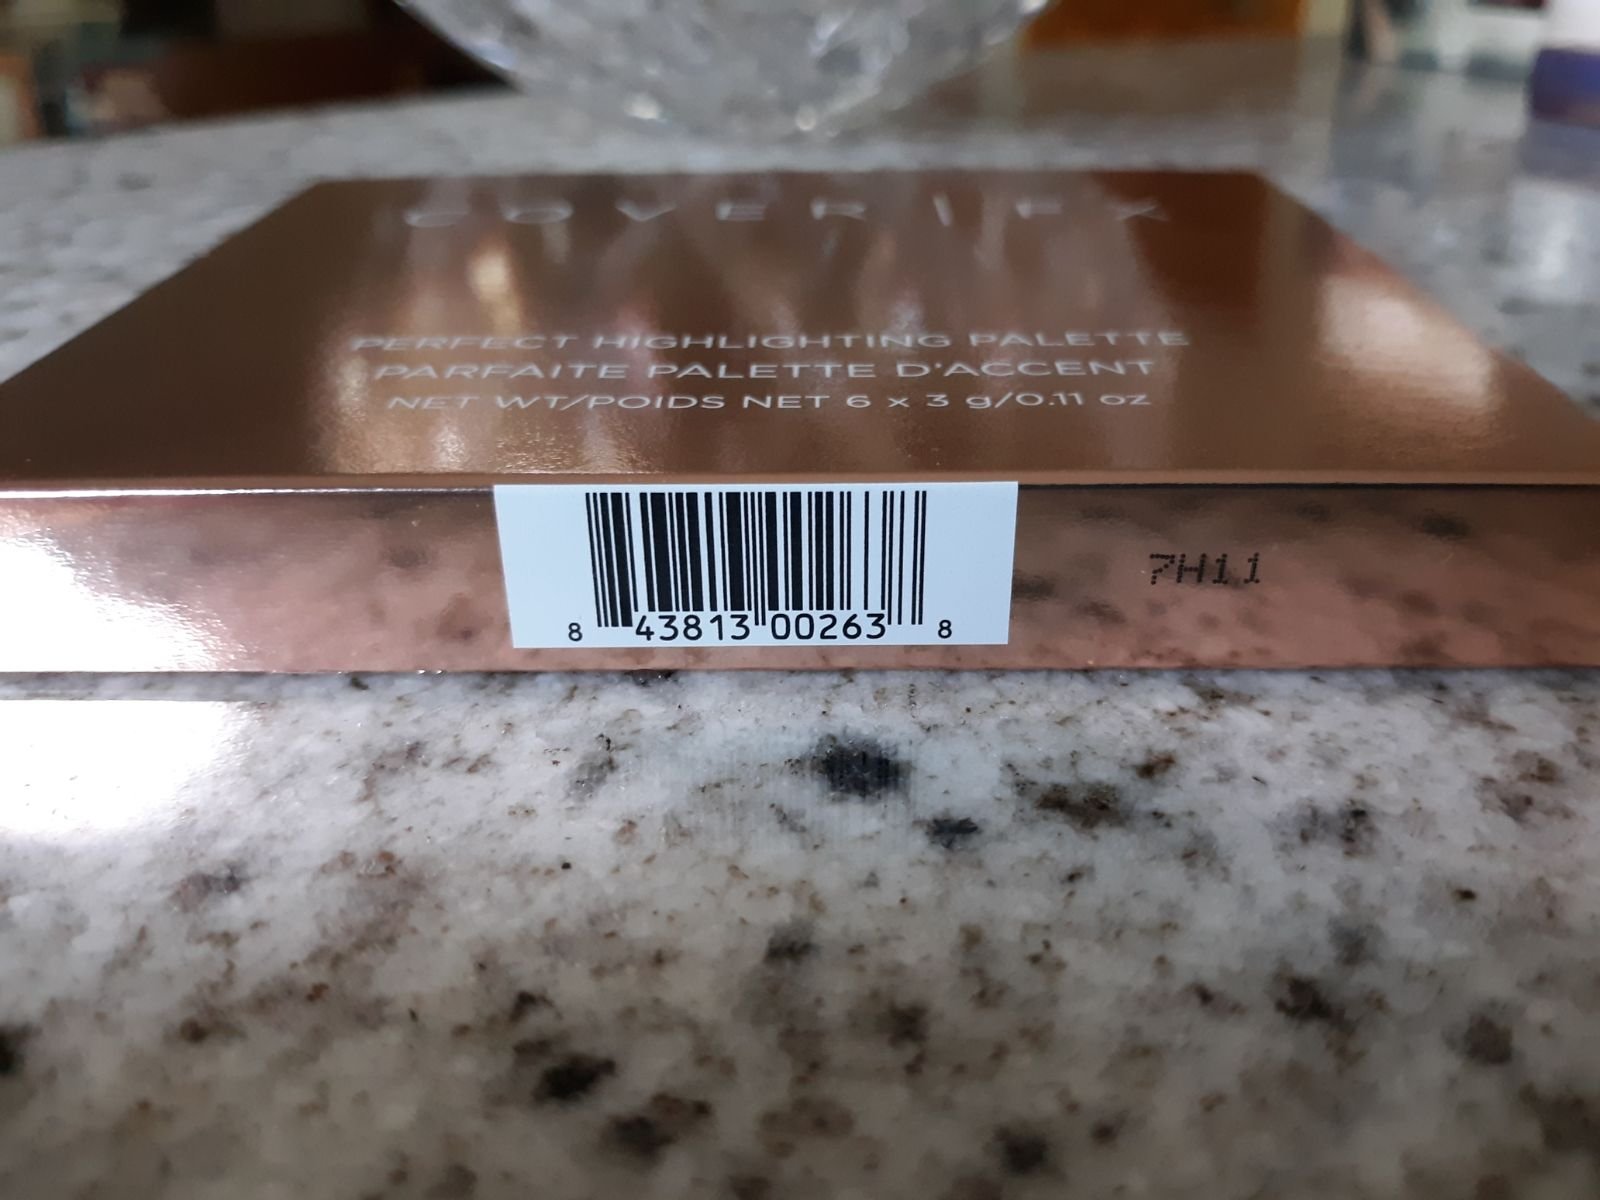 COVER | FX
PERFECT HIGHLIGHTING PALETTE
PARFAITE PALETTE D'ACCENT
NET WT/POIDS NET 6 x 3 g/0.11 oz
8 43813 00263 8
7H11